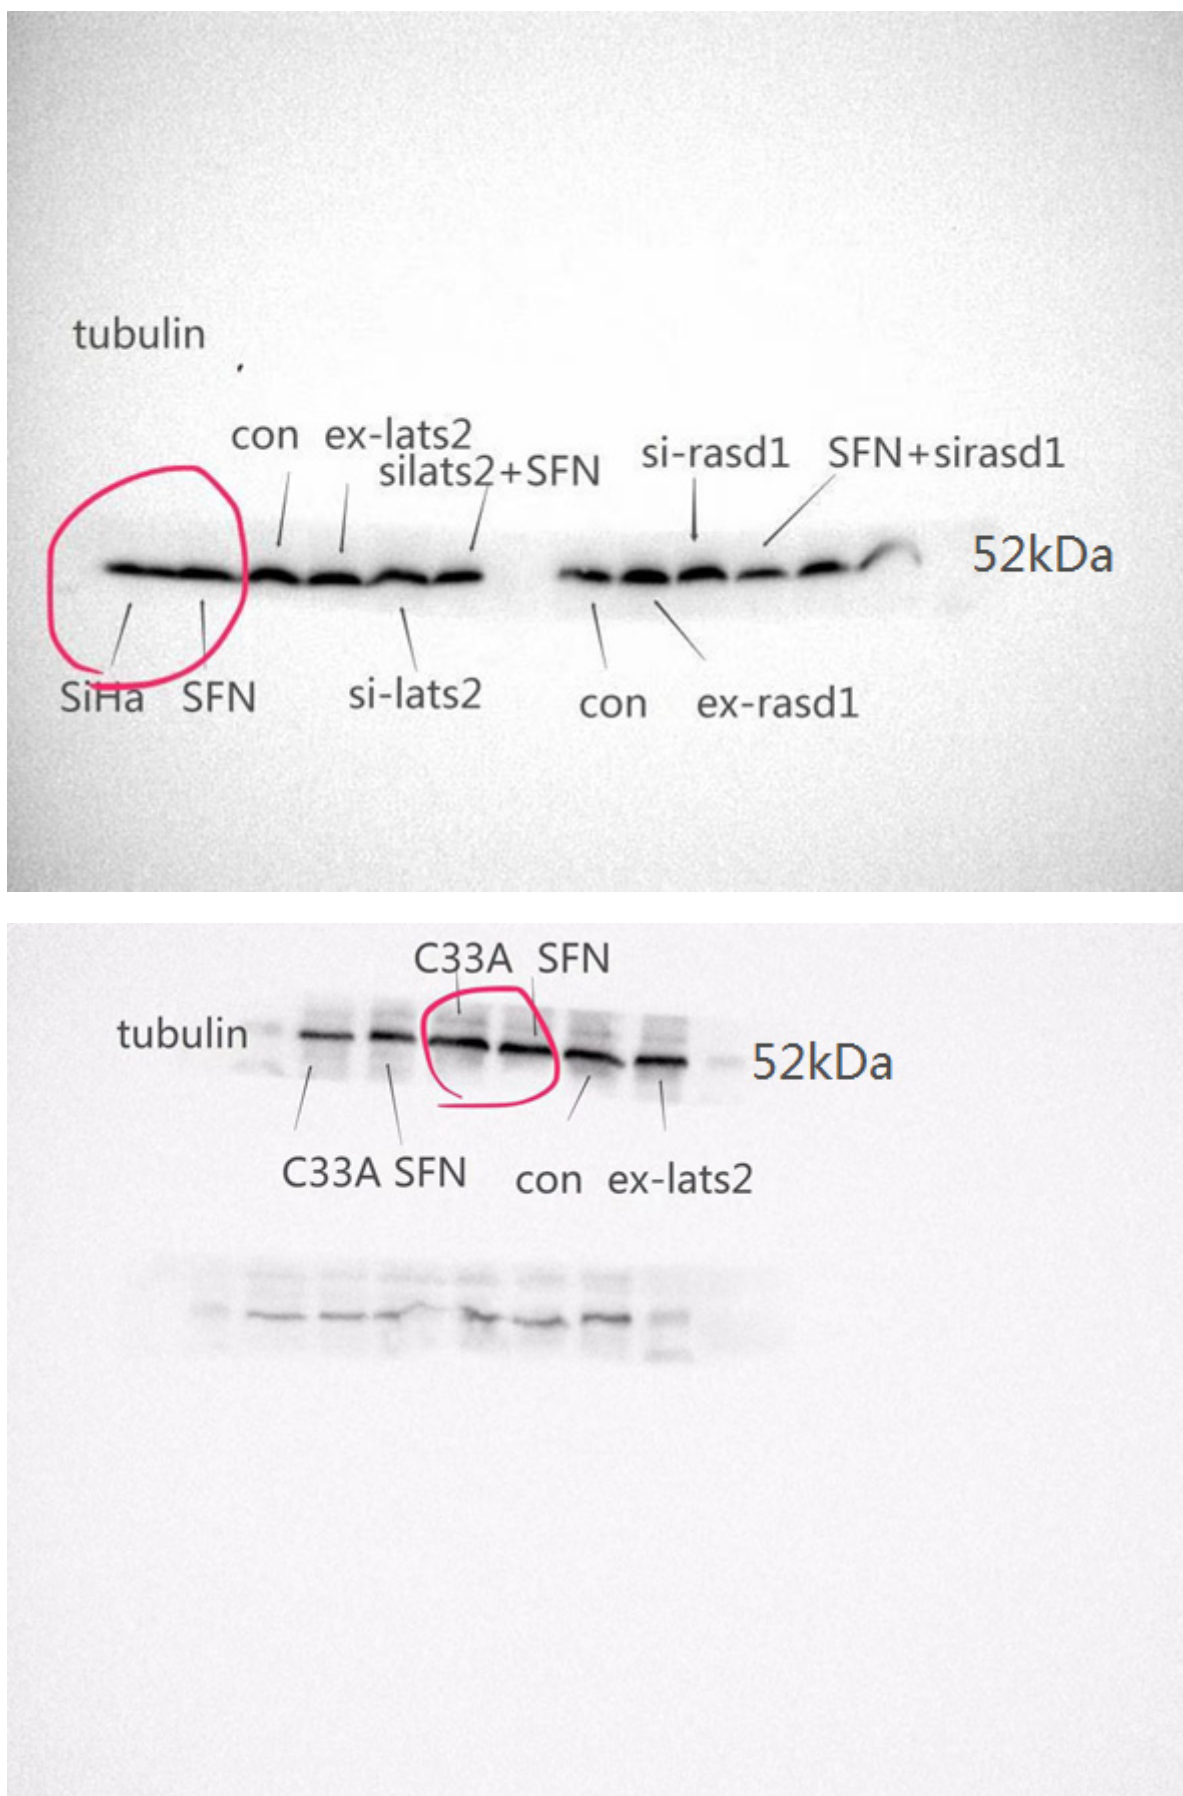 tubulin
con ex-lats2
silats2+SFN
si-rasd1 SFN+sirasd1
52kDa
SiHa SFN si-lats2
con ex-rasd1
C33A SFN
tubulin
52kDa
C33A SFN con ex-lats2